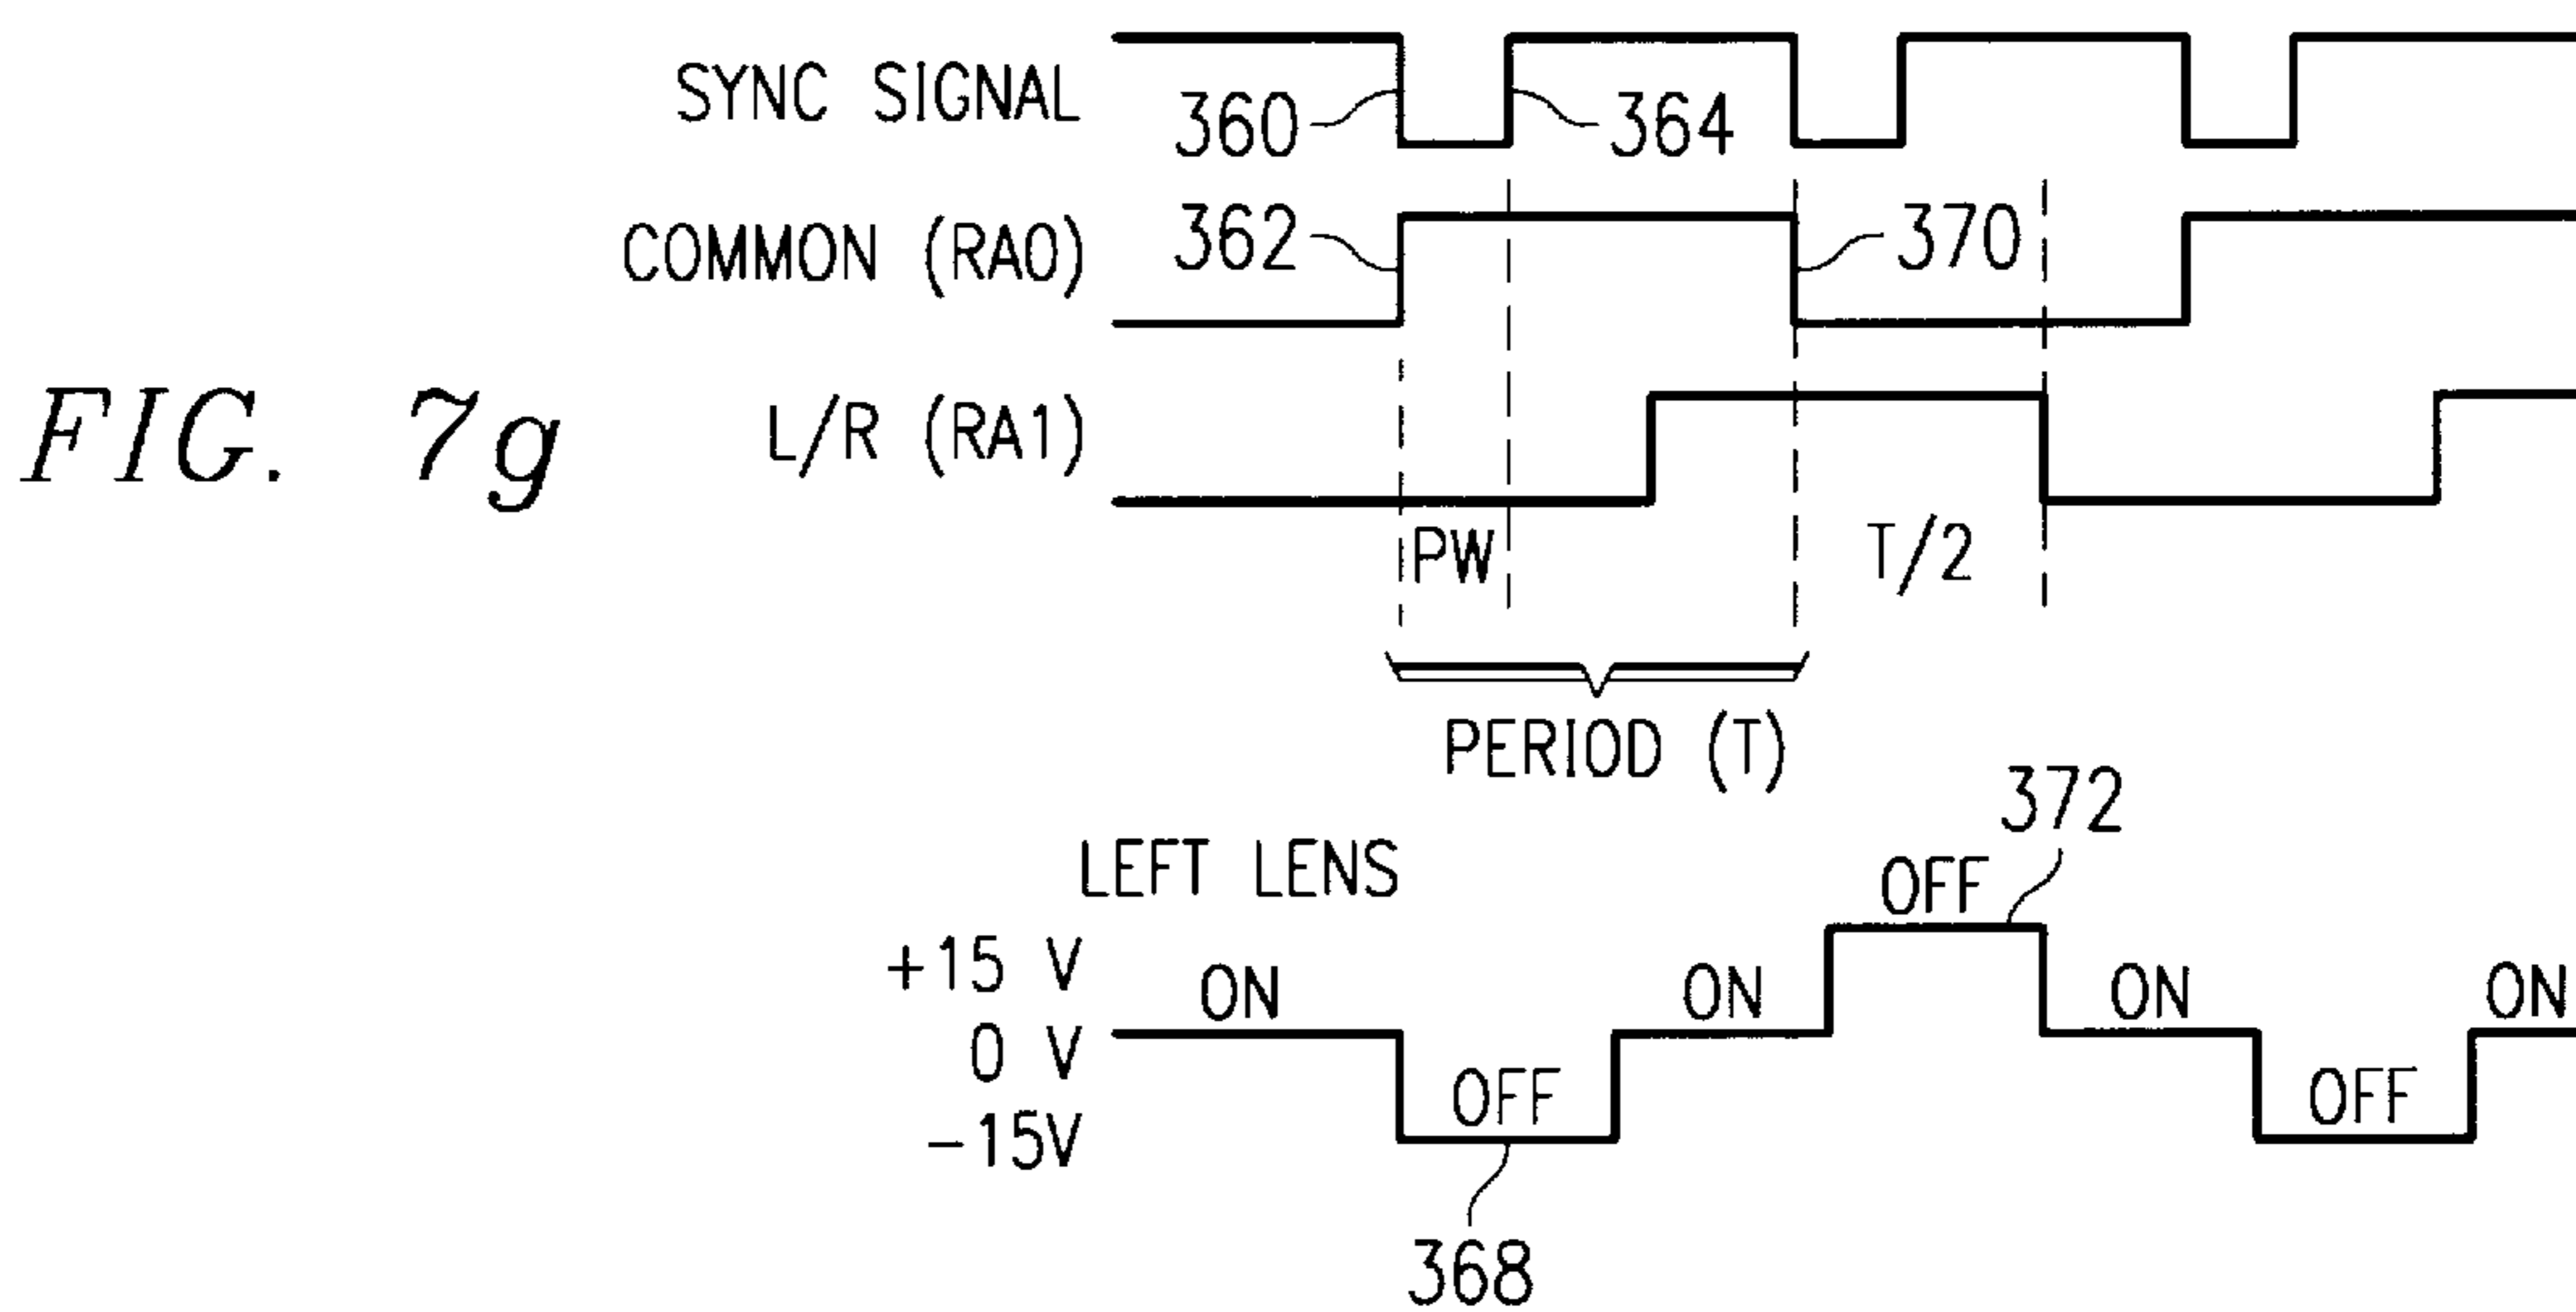 SYNC SIGNAL
360
364
COMMON (RA0)
362
370
FIG. 7g
L/R (RA1)
PW
T/2
PERIOD (T)
372
LEFT LENS
OFF
+15 V
ON
ON
ON
ON
0 V
OFF
OFF
-15V
368